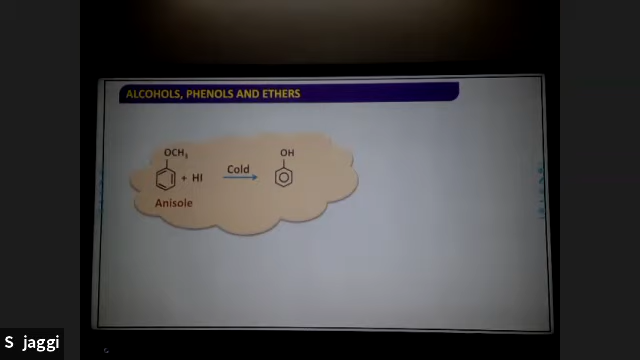 ALCOHOLS, PHENOLS AND ETHERS
OCH₃
+ HI
Cold
OH
Anisole
S jaggi